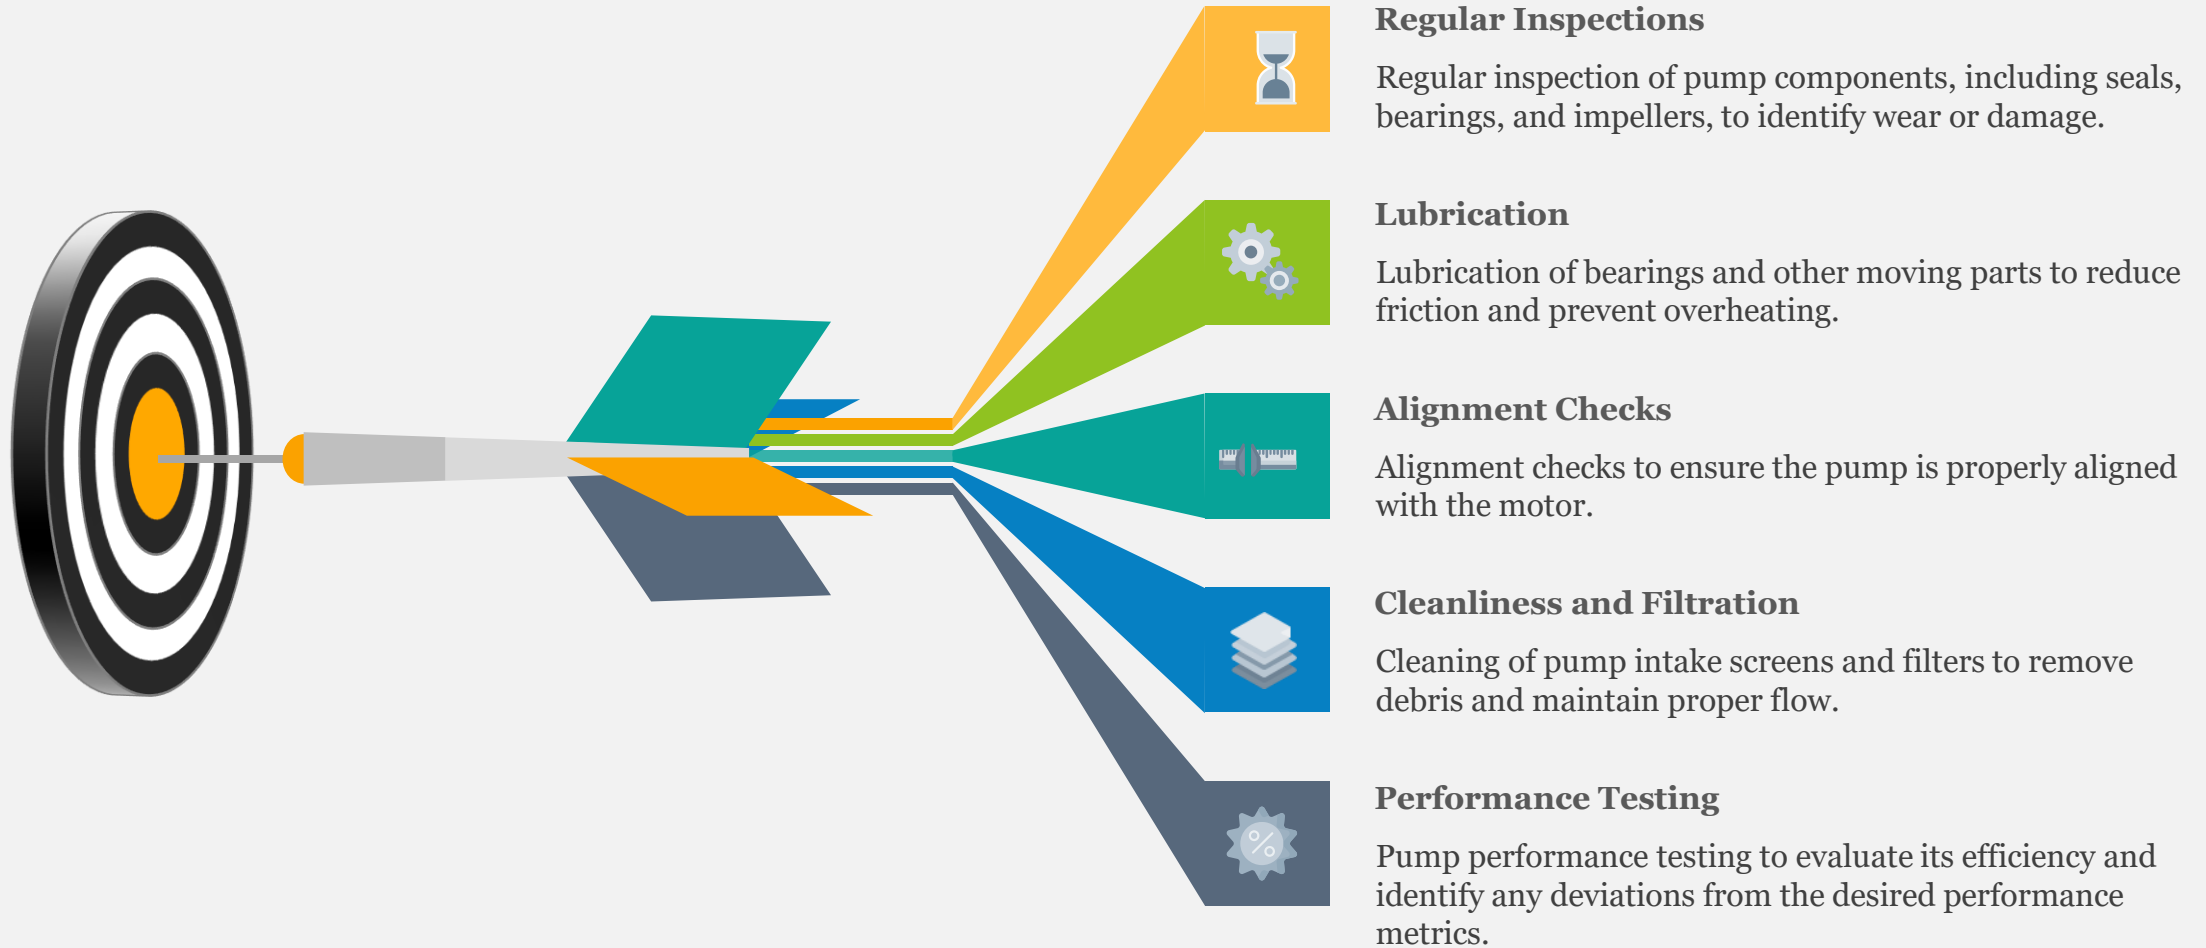 Regular Inspections
Regular inspection of pump components, including seals,
bearings, and impellers, to identify wear or damage.
Lubrication
Lubrication of bearings and other moving parts to reduce
friction and prevent overheating.
Alignment Checks
Alignment checks to ensure the pump is properly aligned
with the motor.
Cleanliness and Filtration
Cleaning of pump intake screens and filters to remove
debris and maintain proper flow.
Performance Testing
%
Pump performance testing to evaluate its efficiency and
identify any deviations from the desired performance
metrics.